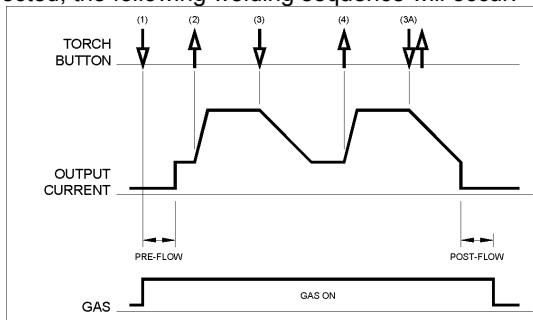 the following welding sequence will occur:
(1) (2) (3) (4) (3A)
TORCH
BUTTON
OUTPUT
CURRENT
PRE-FLOW POST-FLOW
GAS ON
GAS